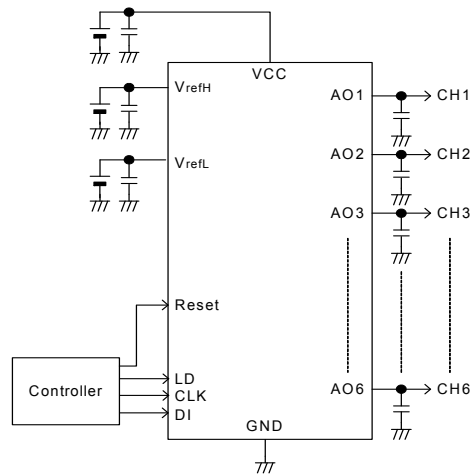 VCC
VrefH
AO1
CH1
AO2
CH2
VrefL
AO3
CH3
Reset
Controller
LD
CLK
DI
AO6
CH6
GND